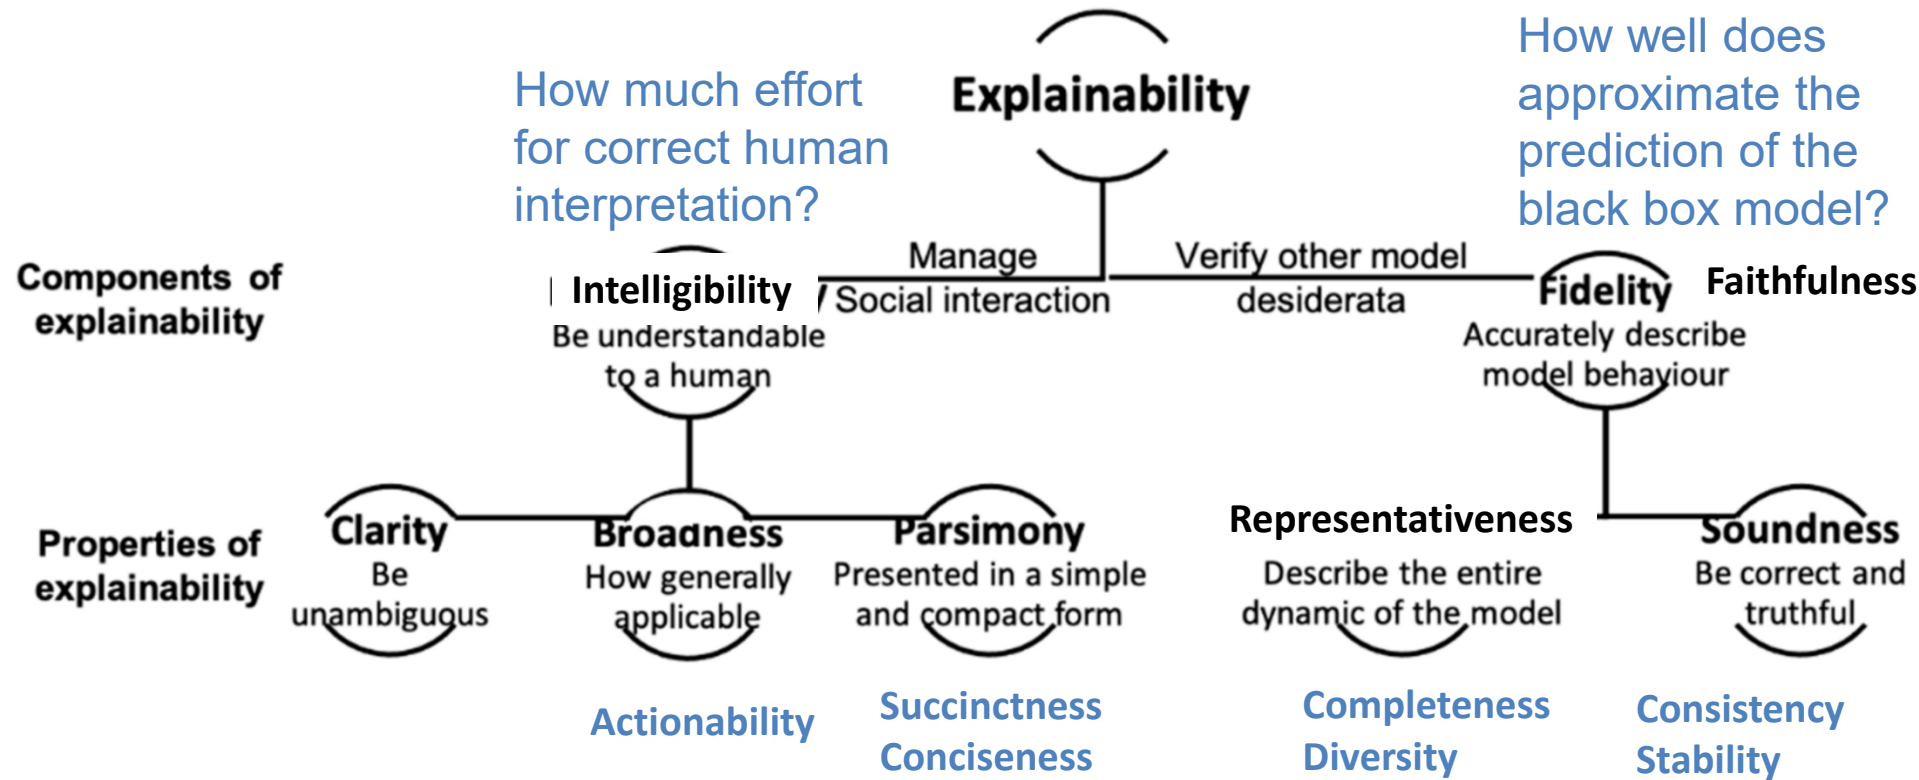 How much effort
for correct human
interpretation?
Explainability
How well does
approximate the
prediction of the
black box model?
Components of
explainability
Intelligibility
Be understandable
to a human
Manage
Social interaction
Verify other model
desiderata
Fidelity
Accurately describe
model behaviour
Faithfulness
Properties of
explainability
Clarity
Be
unambiguous
Broadness
How generally
applicable
Parsimony
Presented in a simple
and compact form
Representativeness
Describe the entire
dynamic of the model
Soundness
Be correct and
truthful
Actionability
Succinctness
Conciseness
Completeness
Diversity
Consistency
Stability